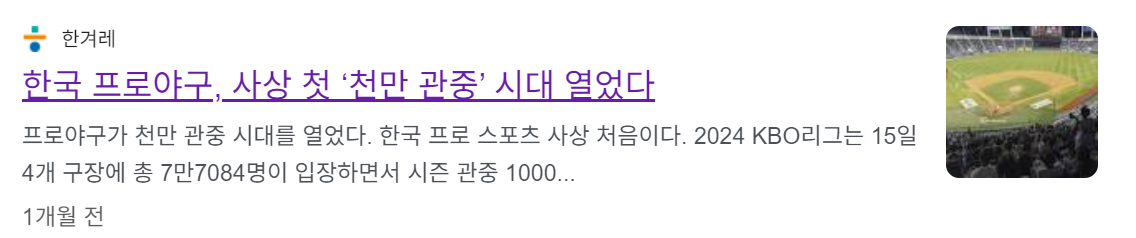 한겨레
한국 프로야구, 사상 첫 ‘천만 관중’ 시대 열었다
프로야구가 천만 관중 시대를 열었다. 한국 프로 스포츠 사상 처음이다. 2024 KBO리그는 15일
4개 구장에 총 7만7084명이 입장하면서 시즌 관중 1000...
1개월 전